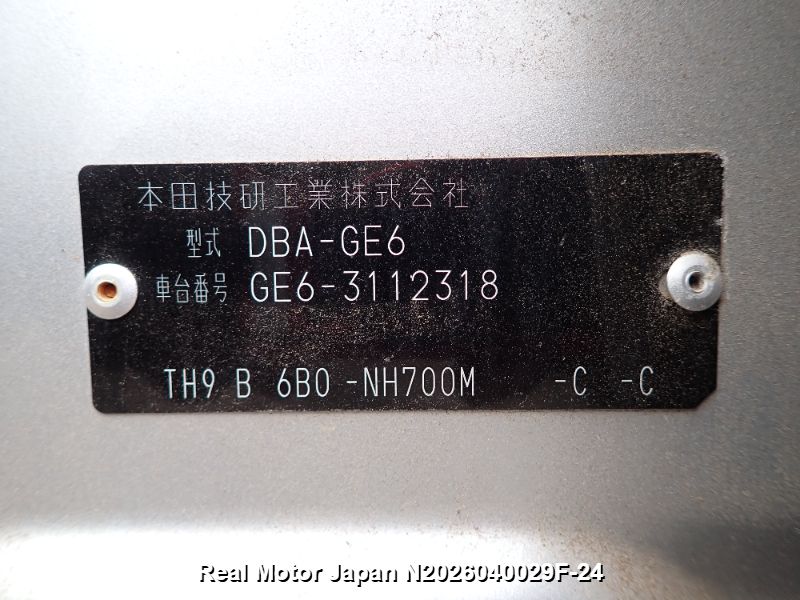 本田技研工業株式会社
型式 DBA-GE6
車台番号 GE6-3112318
TH9 B 6B0 -NH700M -C -C
Real Motor Japan N2026040029F-24